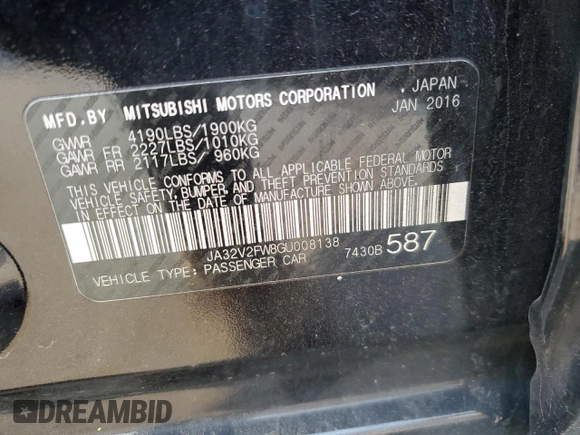 MFD.BY MITSUBISHI MOTORS CORPORATION . JAPAN
JAN 2016
GVWR 4190LBS/1900KG
GAWR FR 2227LBS/1010KG
GAWR RR 2117LBS/ 960KG
THIS VEHICLE CONFORMS TO ALL APPLICABLE FEDERAL MOTOR
VEHICLE SAFETY, BUMPER, AND THEFT PREVENTION STANDARDS
IN EFFECT ON THE DATE OF MANUFACTURE SHOWN ABOVE.
JA32V2FW8GU008138
7430B 587
VEHICLE TYPE: PASSENGER CAR
DREAMBID